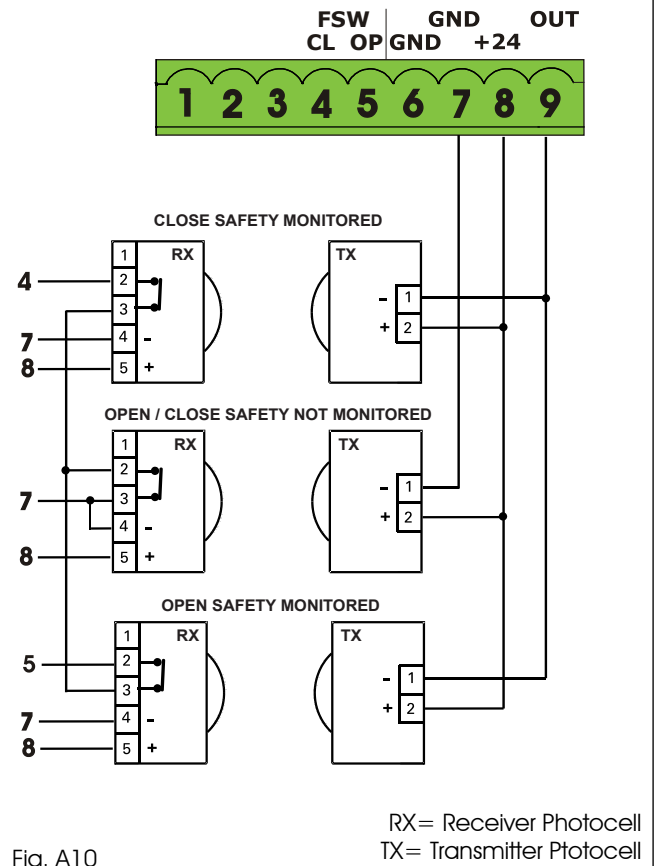 FSW GND OUT
CL OP GND +24
1 2 3 4 5 6 7 8 9
CLOSE SAFETY MONITORED
1 RX TX
4 2
3 - 1
7 4 - + 2
8 5 +
OPEN / CLOSE SAFETY NOT MONITORED
1 RX TX
2
7 3 - 1
4 - + 2
8 5 +
OPEN SAFETY MONITORED
1 RX TX
5 2
3 - 1
7 4 - + 2
8 5 +
RX= Receiver Photocell
Fig. A10 TX= Transmitter Ptotocell